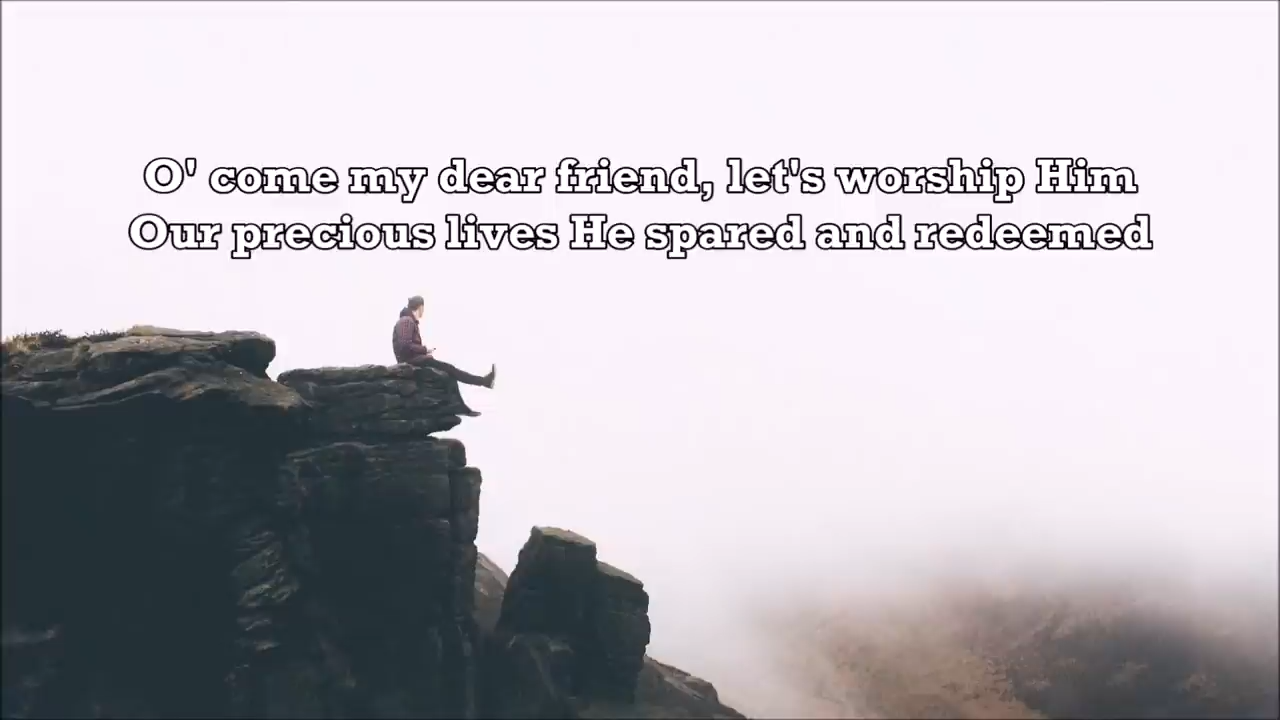 O' come my dear friend, let's worship Him
Our precious lives He spared and redeemed